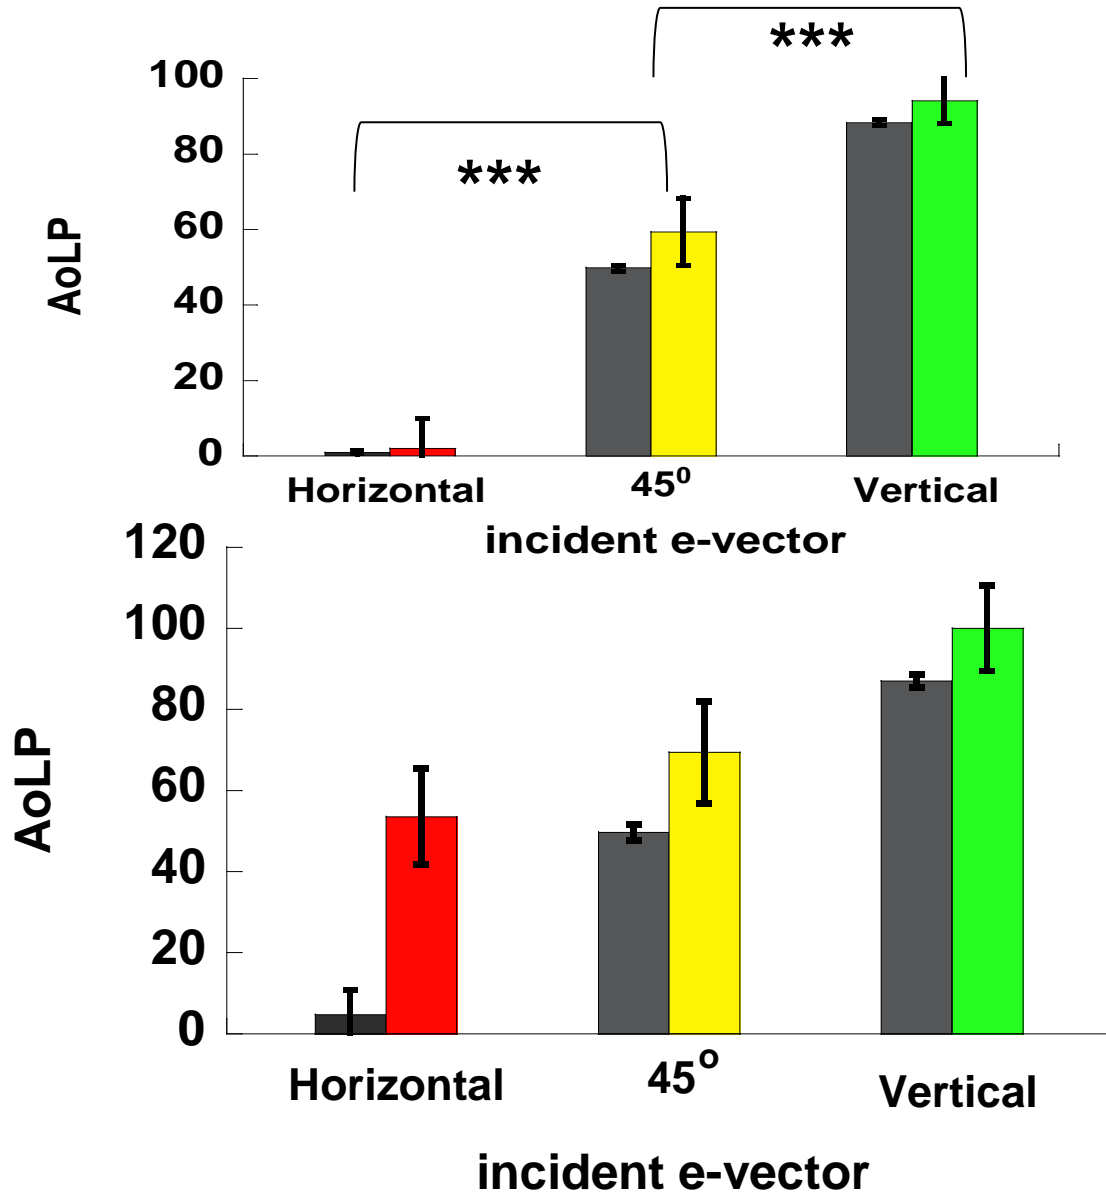 ***
***
100
80
60
40
20
0
AoLP
Horizontal 45⁰ Vertical
incident e-vector
120
100
80
60
40
20
0
AoLP
Horizontal 45° Vertical
incident e-vector